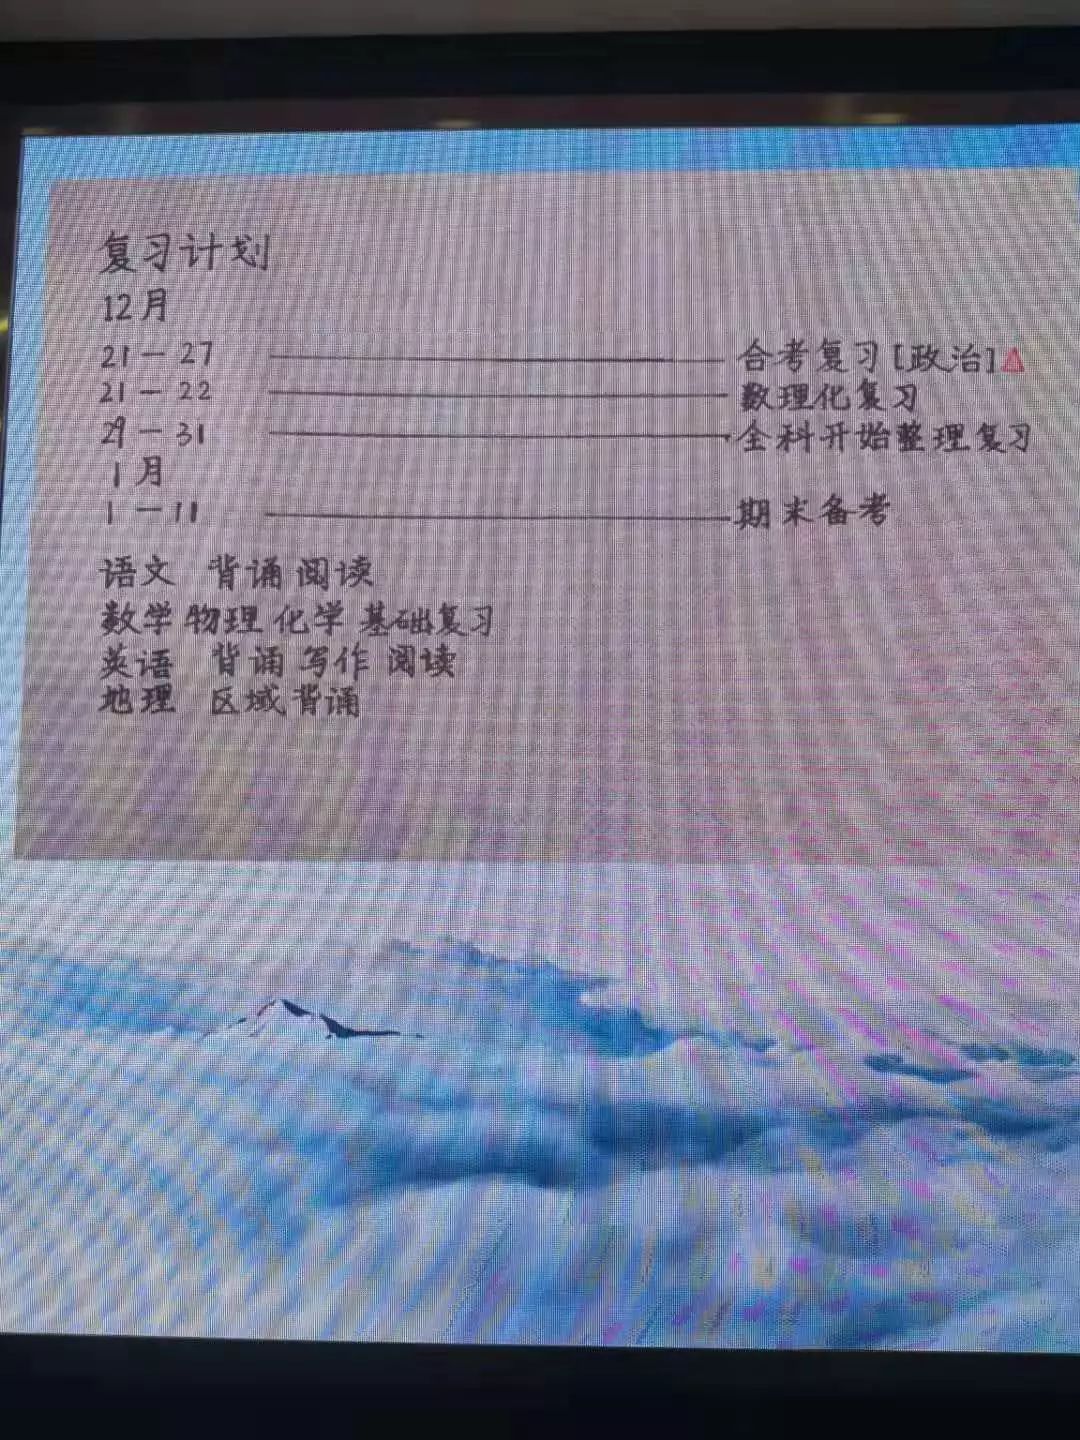 复习计划
12月
21－27 合考复习[政治]
21－22 数理化复习
29－31 全科开始整理复习
1月
1－11 期末备考
语文 背诵 阅读
数学 物理 化学 基础复习
英语 背诵 写作 阅读
地理 区域背诵